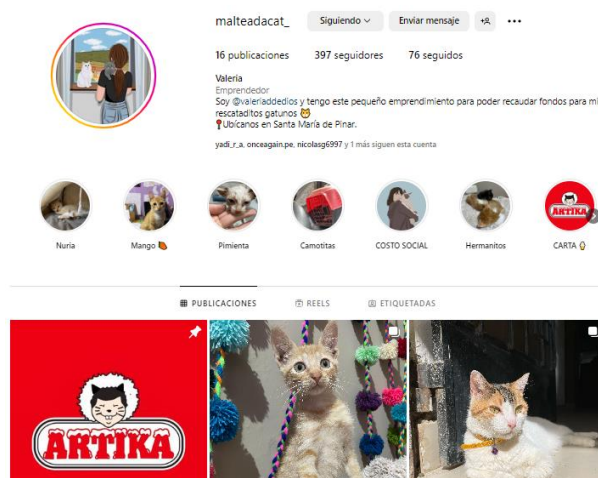 malteadacat_ Siguiendo Enviar mensaje
16 publicaciones 397 seguidores 76 seguidos
Valeria
Emprendedor
Soy @valeriaddedios y tengo este pequeño emprendimiento para poder recaudar fondos para mi
rescataditos gatunos
Ubícanos en Santa María de Pinar.
yadi_r_a, onceagain.pe, nicolasg6997 y 1 más siguen esta cuenta
ARTIKA
Nuria Mango Pimienta Camotitas COSTO SOCIAL Hermanitos CARTA
PUBLICACIONES REELS ETIQUETADAS
ARTIKA